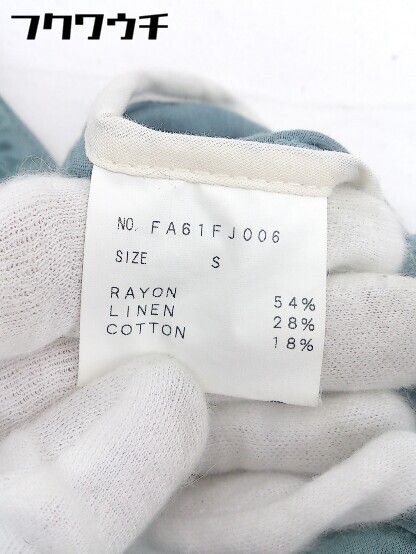 フクワウチ
NO. FA61FJ006
SIZE S
RAYON 54%
LINEN 28%
COTTON 18%